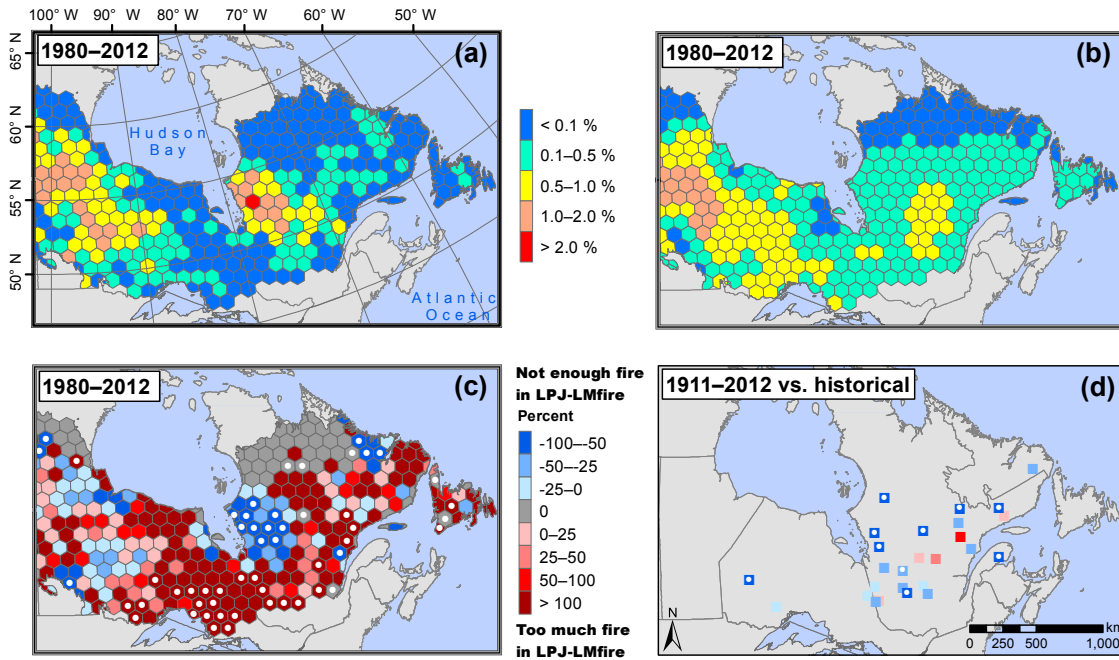 100° W 90° W 80° W 70° W 60° W 50° W
65° N
60° N
55° N
50° N
1980–2012
(a)
Hudson
Bay
Atlantic
Ocean
< 0.1 %
0.1–0.5 %
0.5–1.0 %
1.0–2.0 %
> 2.0 %
1980–2012
(b)
1980–2012
(c)
Not enough fire
in LPJ-LMfire
Percent
-100–-50
-50–-25
-25–0
0
0–25
25–50
50–100
> 100
Too much fire
in LPJ-LMfire
1911–2012 vs. historical
(d)
N
km
0 250 500 1,000